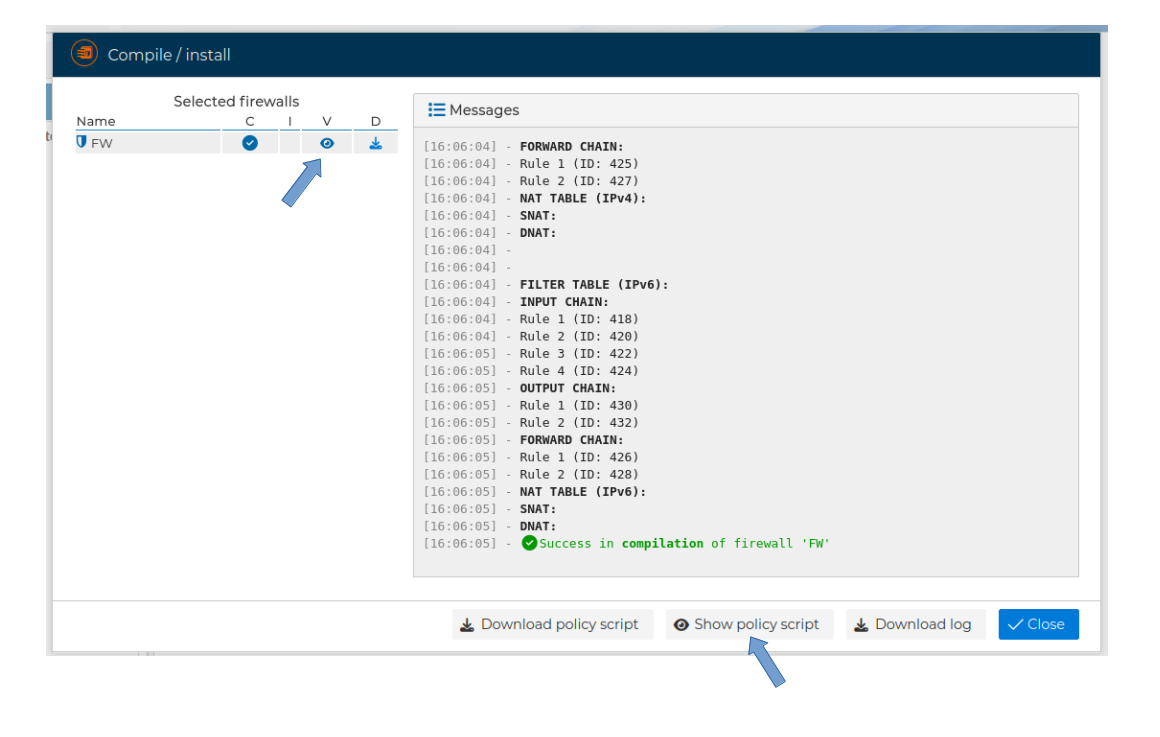 Compile / install
Selected firewalls
Name C I V D
FW
Messages
[16:06:04] - FORWARD CHAIN:
[16:06:04] - Rule 1 (ID: 425)
[16:06:04] - Rule 2 (ID: 427)
[16:06:04] - NAT TABLE (IPv4):
[16:06:04] - SNAT:
[16:06:04] - DNAT:
[16:06:04] -
[16:06:04] -
[16:06:04] - FILTER TABLE (IPv6):
[16:06:04] - INPUT CHAIN:
[16:06:04] - Rule 1 (ID: 418)
[16:06:04] - Rule 2 (ID: 420)
[16:06:05] - Rule 3 (ID: 422)
[16:06:05] - Rule 4 (ID: 424)
[16:06:05] - OUTPUT CHAIN:
[16:06:05] - Rule 1 (ID: 430)
[16:06:05] - Rule 2 (ID: 432)
[16:06:05] - FORWARD CHAIN:
[16:06:05] - Rule 1 (ID: 426)
[16:06:05] - Rule 2 (ID: 428)
[16:06:05] - NAT TABLE (IPv6):
[16:06:05] - SNAT:
[16:06:05] - DNAT:
[16:06:05] - Success in compilation of firewall 'FW'
Download policy script Show policy script Download log Close